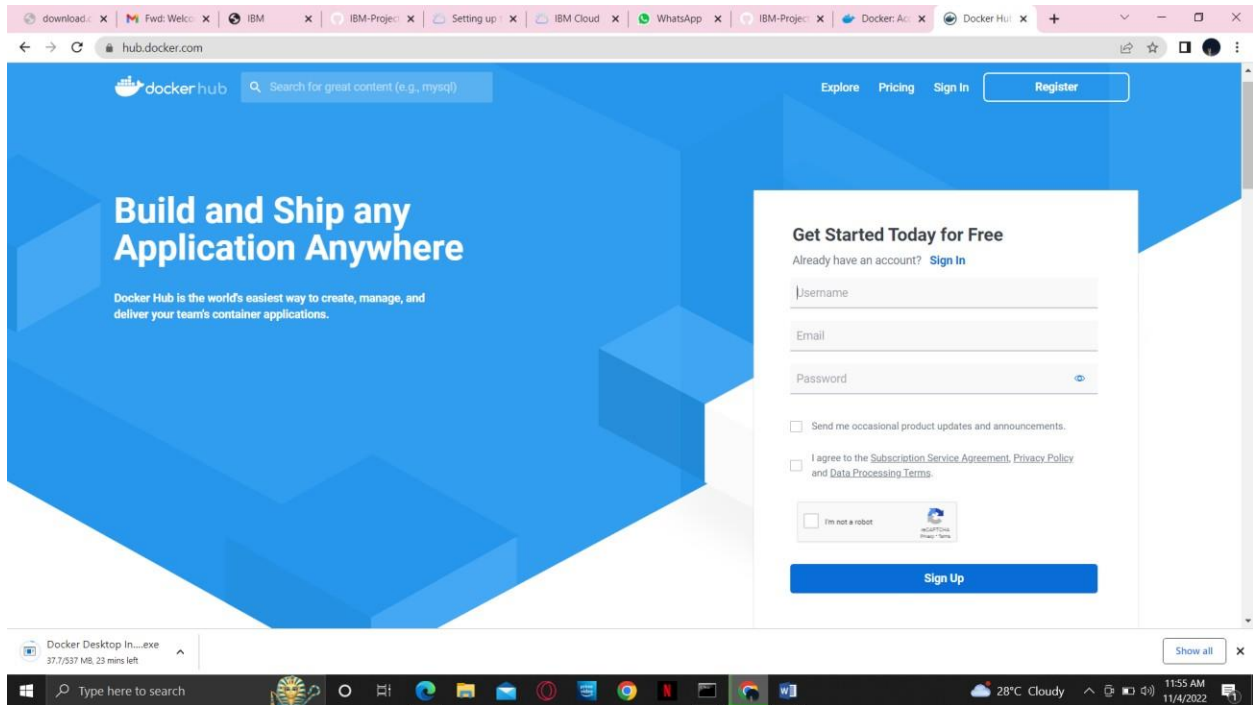 download.c
Fwd: Welco
IBM
IBM-Project
Setting up
IBM Cloud
WhatsApp
IBM-Project
Docker: Acc
Docker Hub
hub.docker.com
dockerhub
Search for great content (e.g., mysql)
Explore
Pricing
Sign In
Register
Build and Ship any
Application Anywhere
Docker Hub is the world's easiest way to create, manage, and
deliver your team's container applications.
Get Started Today for Free
Already have an account? Sign In
Username
Email
Password
Send me occasional product updates and announcements.
I agree to the Subscription Service Agreement, Privacy Policy
and Data Processing Terms.
I'm not a robot
reCAPTCHA
Privacy - Terms
Sign Up
Docker Desktop In....exe
37.7/537 MB, 23 mins left
Show all
Type here to search
28°C Cloudy
11:55 AM
11/4/2022